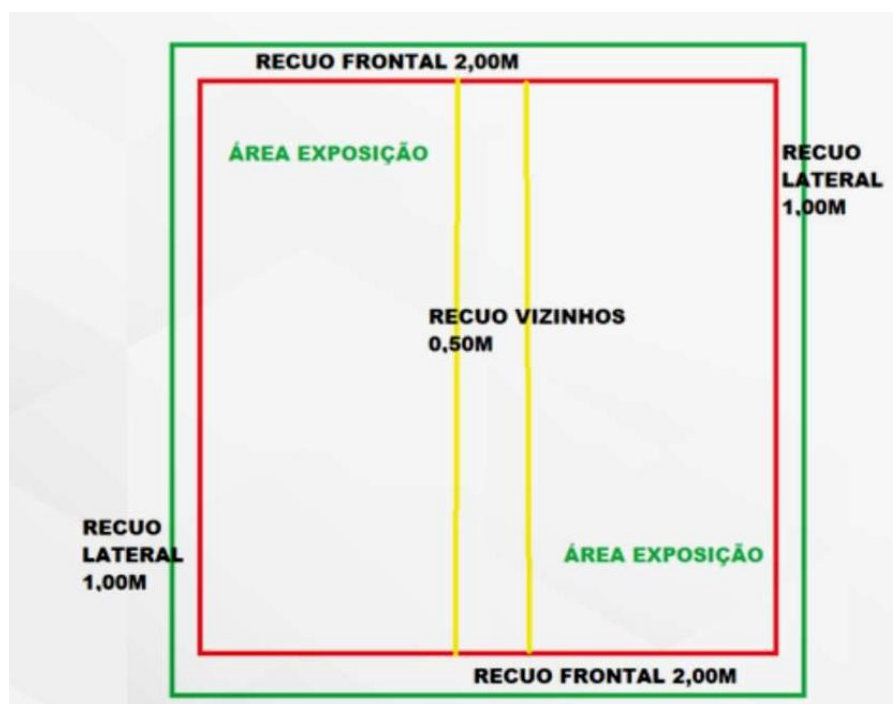 RECUO FRONTAL 2,00M
ÁREA EXPOSIÇÃO
RECUO
LATERAL
1,00M
RECUO VIZINHOS
0,50M
RECUO
LATERAL
1,00M
ÁREA EXPOSIÇÃO
RECUO FRONTAL 2,00M